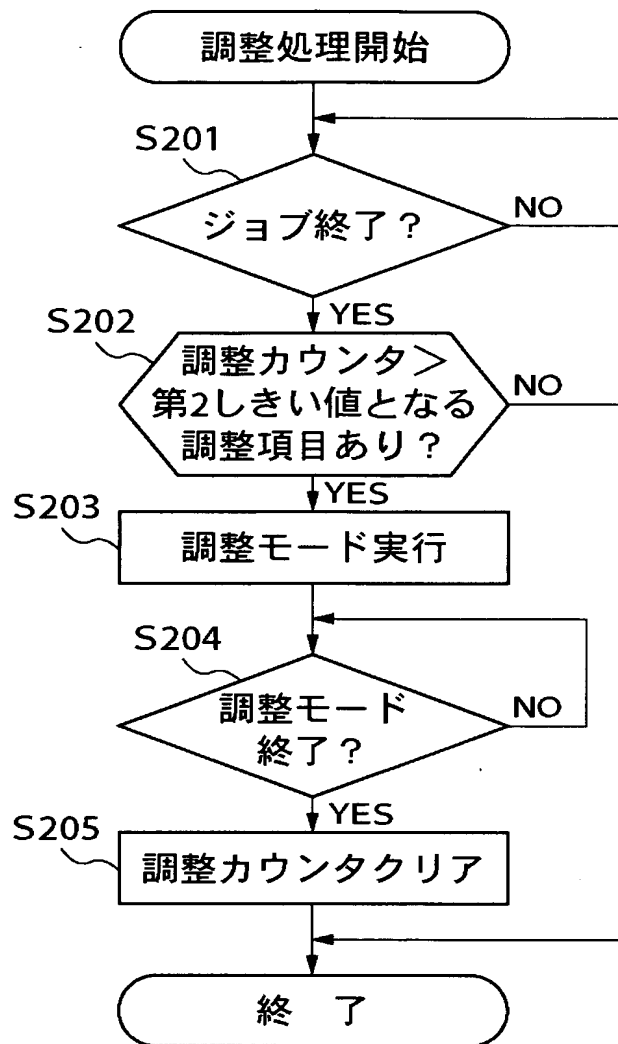 調整処理開始
S201
ジョブ終了？
NO
YES
S202
調整カウンタ＞
第2しきい値となる
調整項目あり？
NO
YES
S203
調整モード実行
S204
調整モード
終了？
NO
YES
S205
調整カウンタクリア
終 了